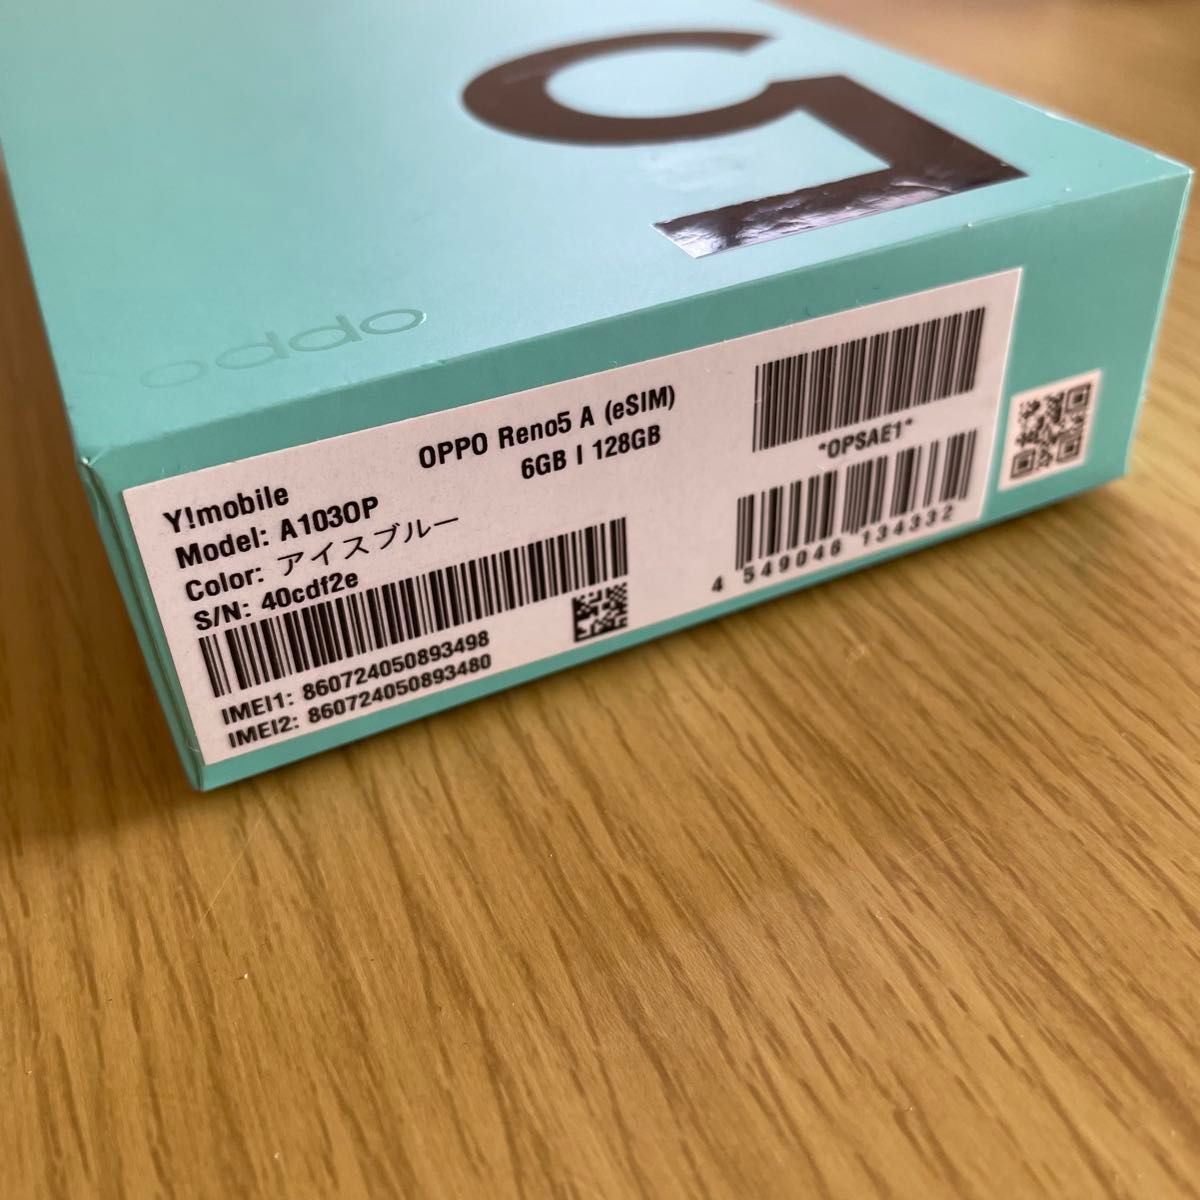 5
oppo
OPPO Reno5 A (eSIM)
6GB | 128GB
Y!mobile
Model: A103OP
Color: アイスブルー
S/N: 40cdf2e
IMEI1: 860724050893498
IMEI2: 860724050893480
*OPSAE1*
4 549046 134332